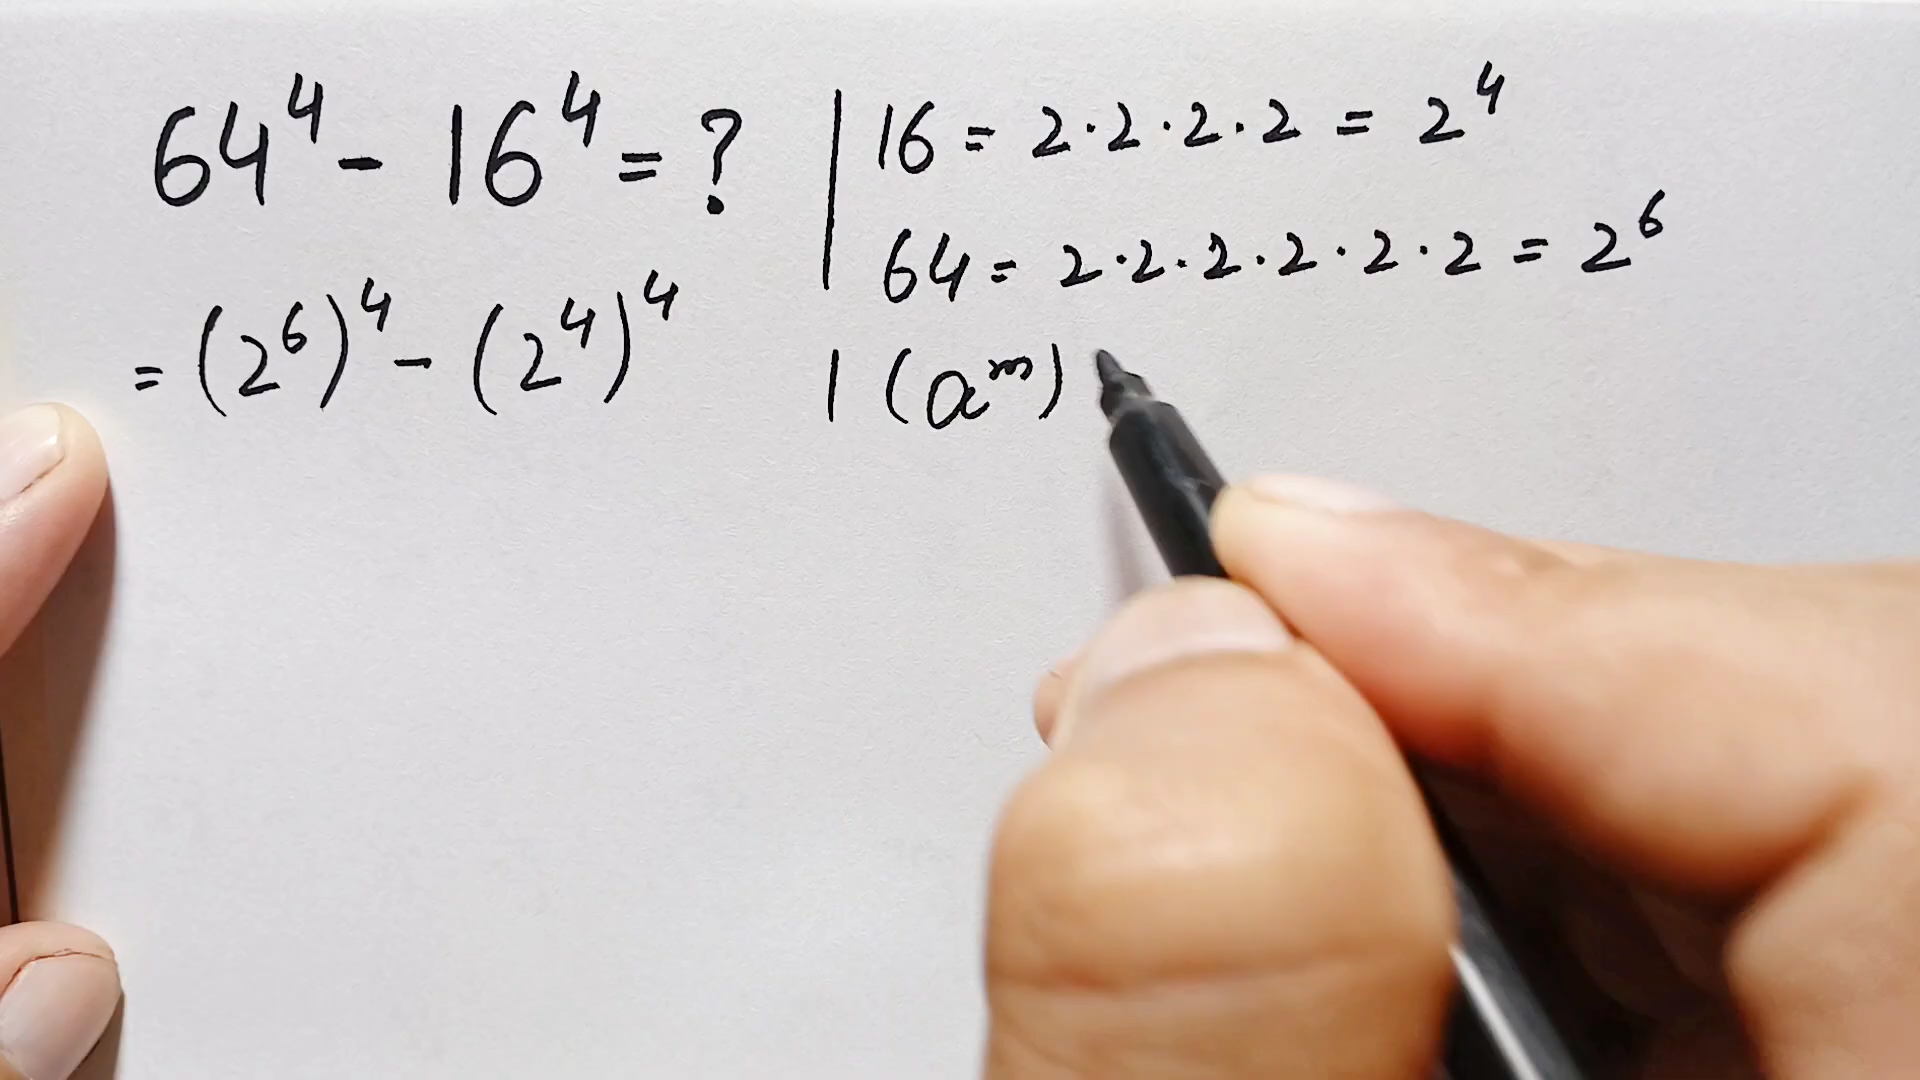 64⁴ - 16⁴ = ?
= (2⁶)⁴ - (2⁴)⁴
| 16 = 2·2·2·2 = 2⁴
64 = 2·2·2·2·2·2 = 2⁶
| (aᵐ)